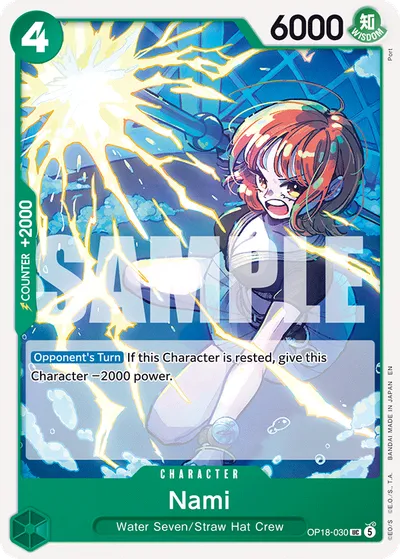 4
6000
知
WISDOM
Port
COUNTER +2000
SAMPLE
Opponent's Turn If this Character is rested, give this
Character −2000 power.
©E.O./S ©E.O./S., T.A. BANDAI MADE IN JAPAN EN
CHARACTER
Nami
Water Seven/Straw Hat Crew
OP18-030 UC 5